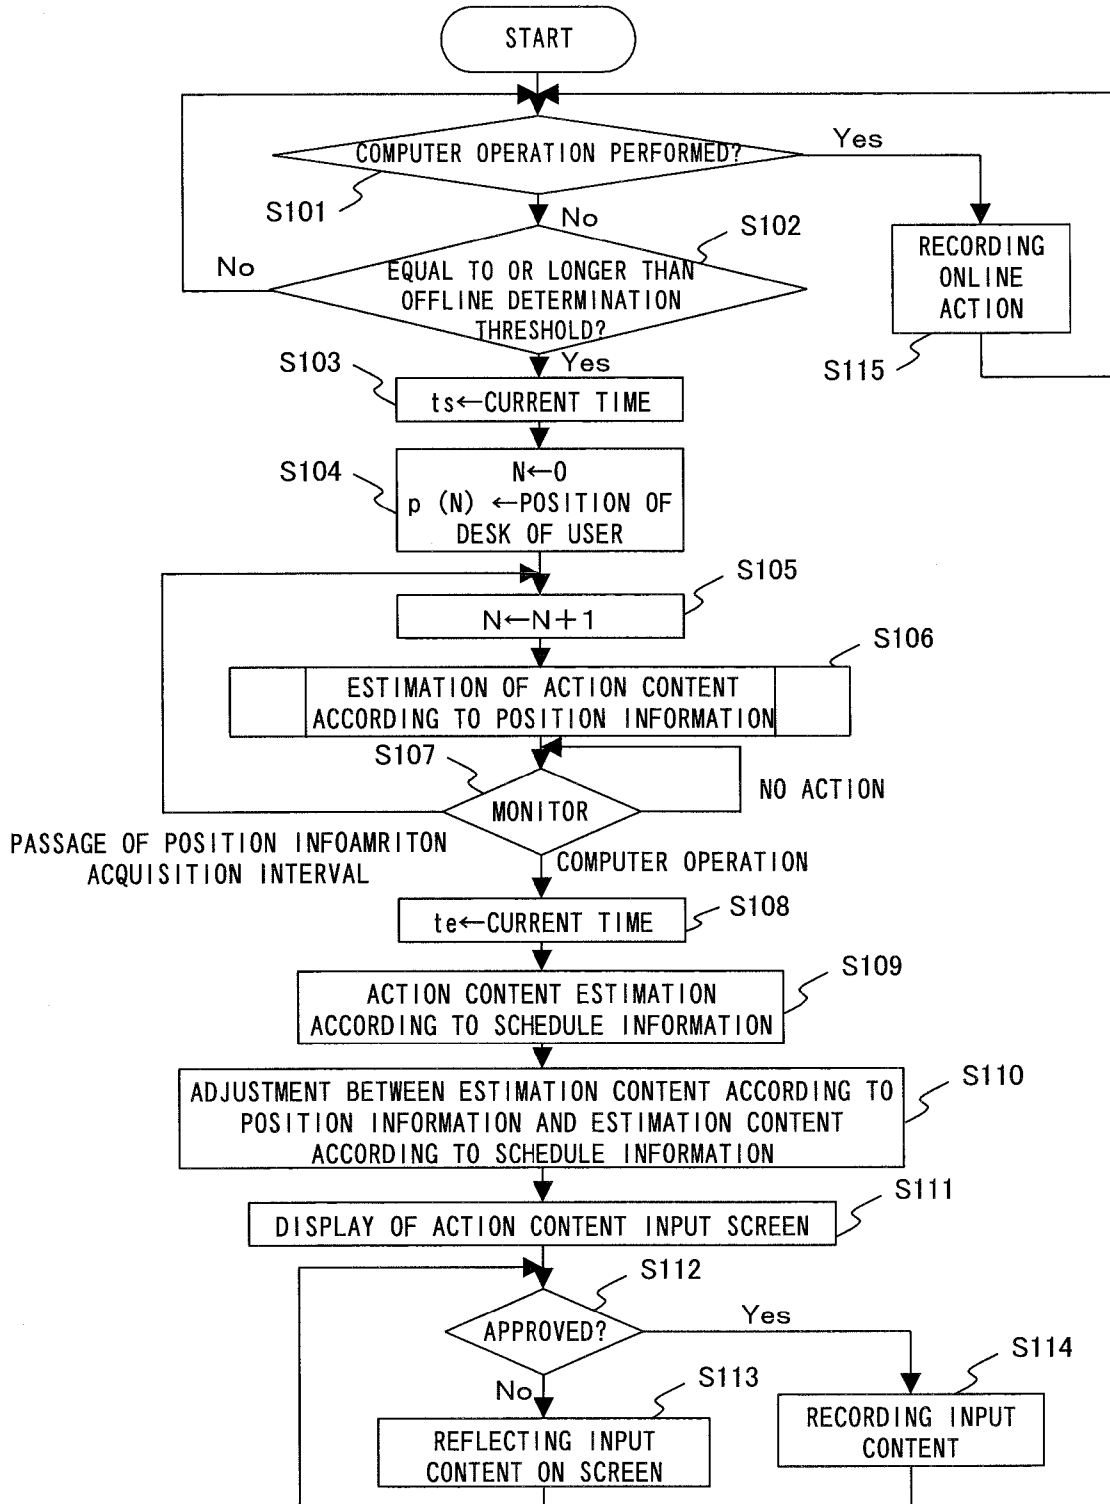 START
COMPUTER OPERATION PERFORMED?
Yes
S101
No
S102
No
EQUAL TO OR LONGER THAN
OFFLINE DETERMINATION
THRESHOLD?
RECORDING
ONLINE
ACTION
S115
Yes
S103
ts←CURRENT TIME
S104
N←0
p (N) ←POSITION OF
DESK OF USER
S105
N←N+1
S106
ESTIMATION OF ACTION CONTENT
ACCORDING TO POSITION INFORMATION
S107
MONITOR
NO ACTION
PASSAGE OF POSITION INFOAMRITON
ACQUISITION INTERVAL
COMPUTER OPERATION
te←CURRENT TIME
S108
S109
ACTION CONTENT ESTIMATION
ACCORDING TO SCHEDULE INFORMATION
S110
ADJUSTMENT BETWEEN ESTIMATION CONTENT ACCORDING TO
POSITION INFORMATION AND ESTIMATION CONTENT
ACCORDING TO SCHEDULE INFORMATION
S111
DISPLAY OF ACTION CONTENT INPUT SCREEN
S112
APPROVED?
Yes
No
S113
S114
REFLECTING INPUT
CONTENT ON SCREEN
RECORDING INPUT
CONTENT